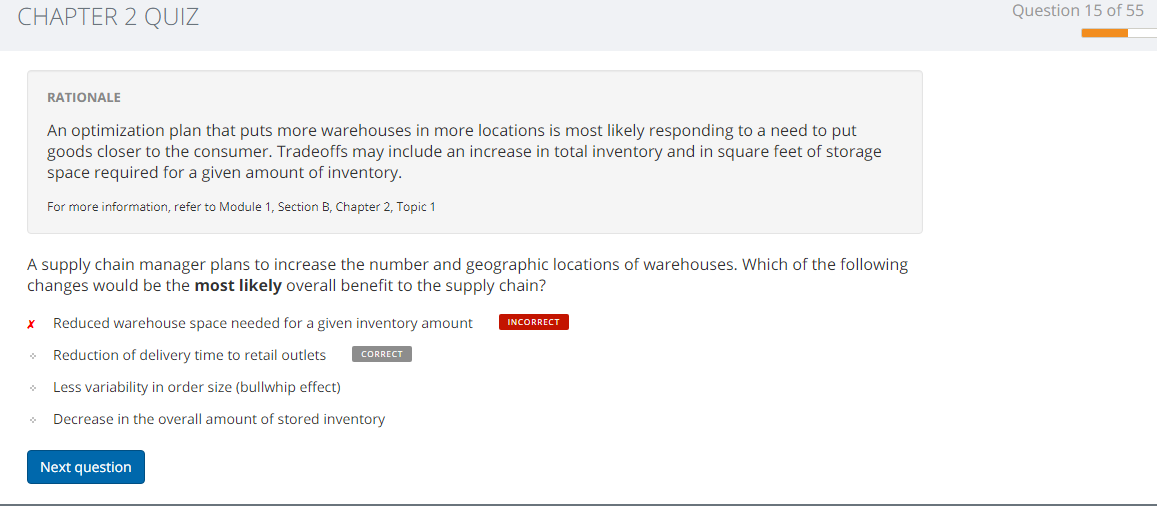 CHAPTER 2 QUIZ
Question 15 of 55
RATIONALE
An optimization plan that puts more warehouses in more locations is most likely responding to a need to put
goods closer to the consumer. Tradeoffs may include an increase in total inventory and in square feet of storage
space required for a given amount of inventory.
For more information, refer to Module 1, Section B, Chapter 2, Topic 1
A supply chain manager plans to increase the number and geographic locations of warehouses. Which of the following
changes would be the most likely overall benefit to the supply chain?
✗ Reduced warehouse space needed for a given inventory amount INCORRECT
Reduction of delivery time to retail outlets CORRECT
Less variability in order size (bullwhip effect)
Decrease in the overall amount of stored inventory
Next question